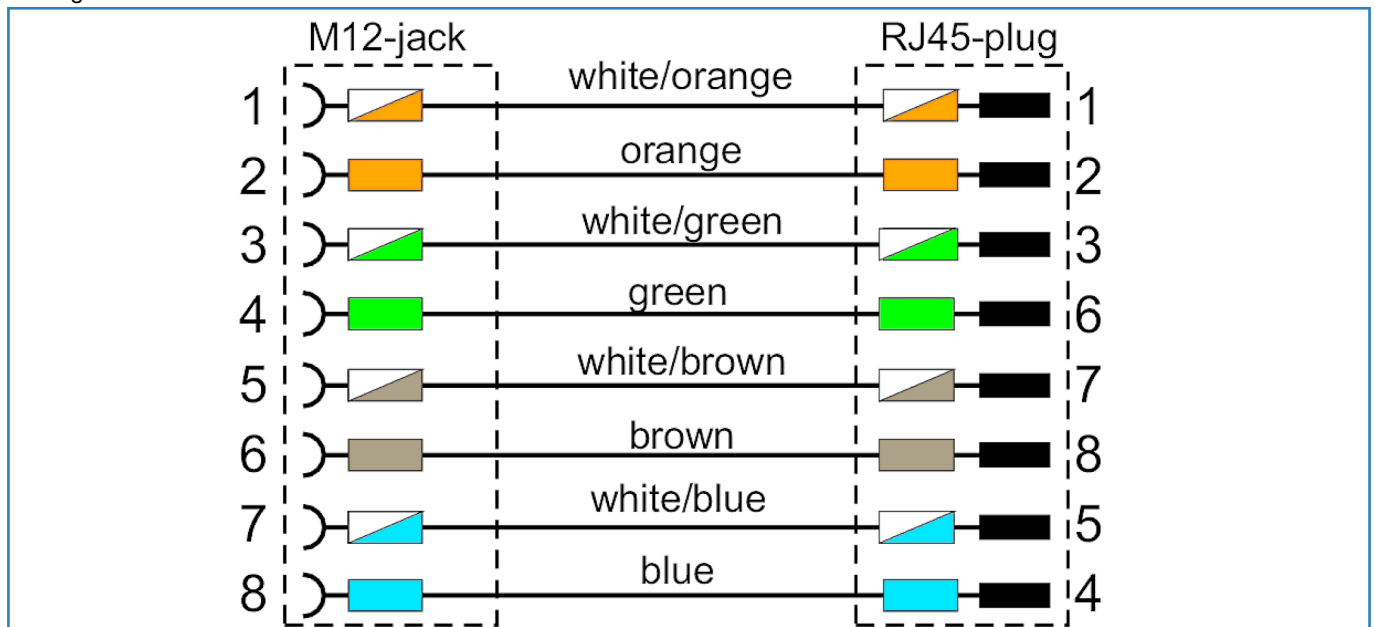 M12-jack RJ45-plug
1 white/orange 1
2 orange 2
3 white/green 3
4 green 6
5 white/brown 7
6 brown 8
7 white/blue 5
8 blue 4